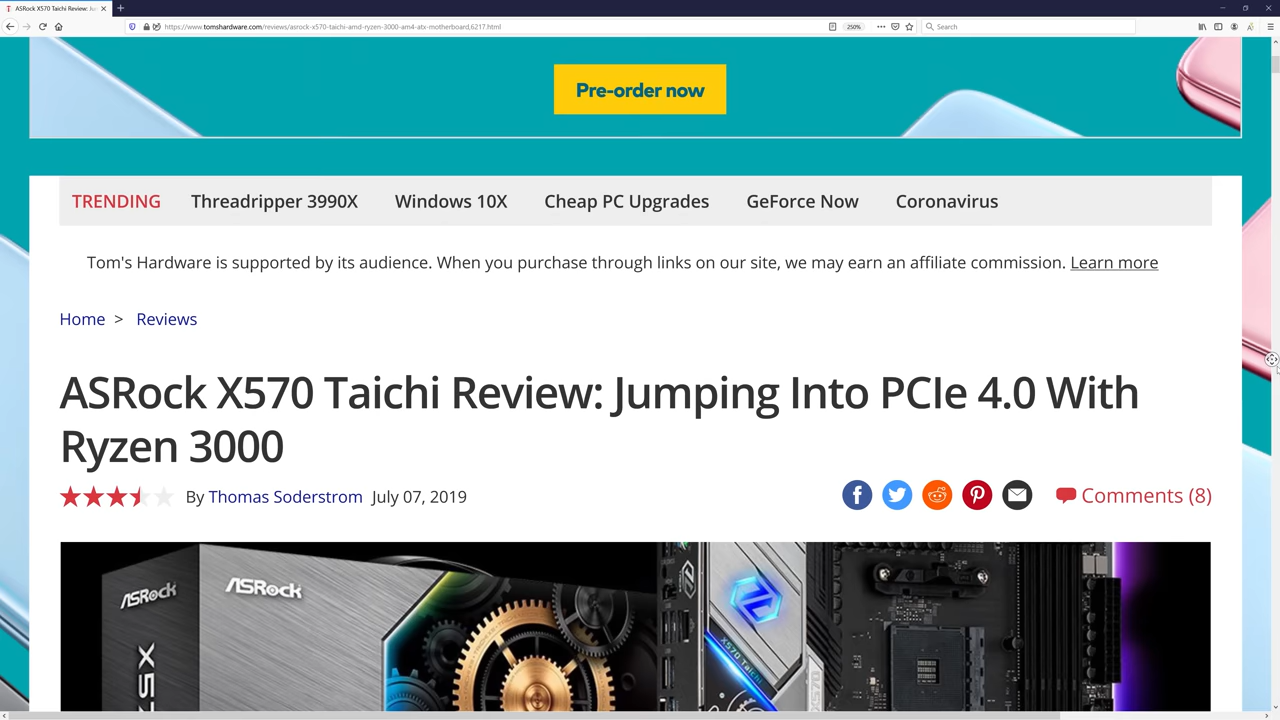 ASRock X570 Taichi Review: Ju
https://www.tomshardware.com/reviews/asrock-x570-taichi-amd-ryzen-3000-am4-atx-motherboard,6217.html
250%
Search
Pre-order now
TRENDING Threadripper 3990X Windows 10X Cheap PC Upgrades GeForce Now Coronavirus
Tom's Hardware is supported by its audience. When you purchase through links on our site, we may earn an affiliate commission. Learn more
Home > Reviews
ASRock X570 Taichi Review: Jumping Into PCIe 4.0 With
Ryzen 3000
By Thomas Soderstrom July 07, 2019
Comments (8)
ASRock
ASRock
X570 TAICHI
X570